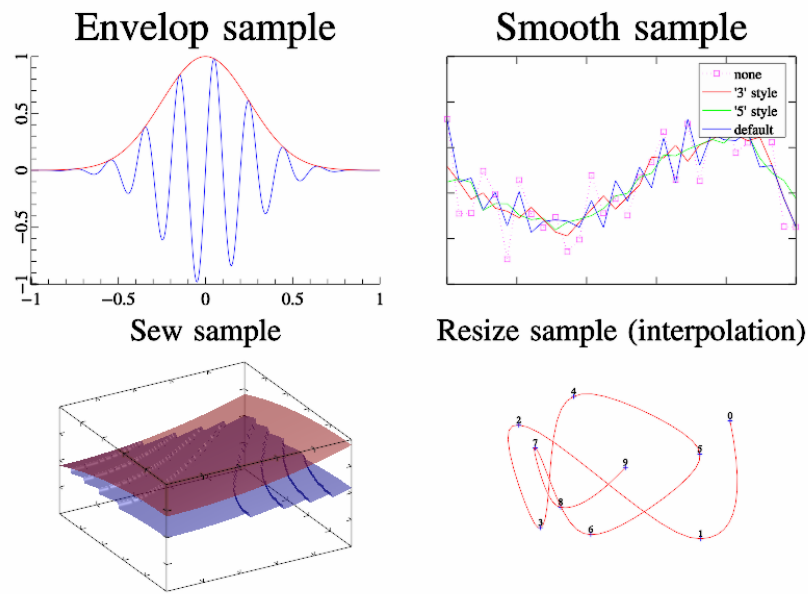 Envelop sample
Smooth sample
1
0.5
0
−0.5
−1
−1
−0.5
0
0.5
1
none
'3' style
'5' style
default
Sew sample
Resize sample (interpolation)
4
0
2
7
9
5
8
3
6
1